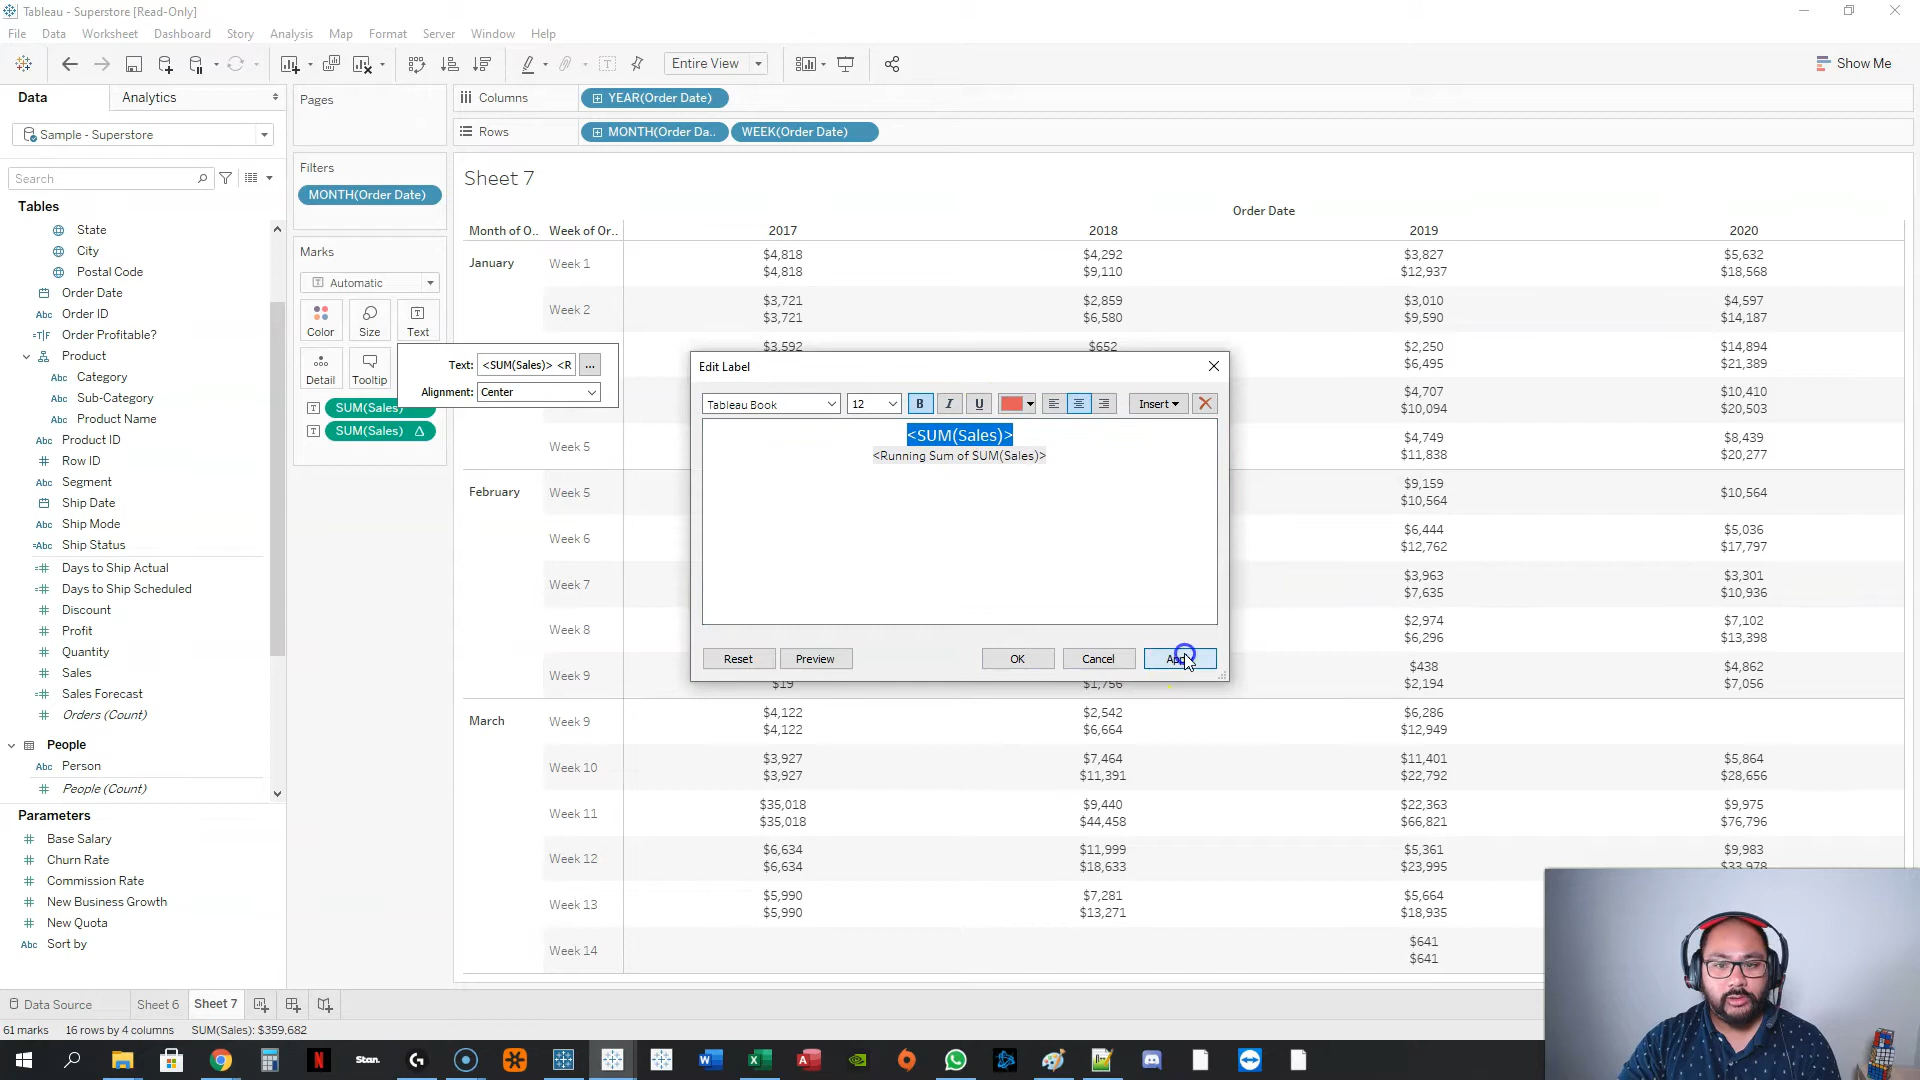 Tableau - Superstore [Read-Only]
File Data Worksheet Dashboard Story Analysis Map Format Server Window Help
Entire View
Show Me
Data Analytics
Pages
Columns YEAR(Order Date)
Sample - Superstore
Rows MONTH(Order Da.. WEEK(Order Date)
Search
Filters
MONTH(Order Date)
Tables
State
City
Postal Code
Order Date
Abc Order ID
=T|F Order Profitable?
Product
Abc Category
Abc Sub-Category
Abc Product Name
Abc Product ID
Row ID
Abc Segment
Ship Date
Abc Ship Mode
=Abc Ship Status
Days to Ship Actual
Days to Ship Scheduled
Discount
Profit
Quantity
Sales
Sales Forecast
Orders (Count)
People
Abc Person
People (Count)
Parameters
Base Salary
Churn Rate
Commission Rate
New Business Growth
New Quota
Abc Sort by
Marks
Automatic
Color Size Text
Detail Tooltip
Text: <SUM(Sales)> <R ...
Alignment: Center
SUM(Sales)
SUM(Sales) Δ
Sheet 7
Order Date
Month of O.. Week of Or.. 2017 2018 2019 2020
January Week 1 $4,818 $4,292 $3,827 $5,632
$4,818 $9,110 $12,937 $18,568
Week 2 $3,721 $2,859 $3,010 $4,597
$3,721 $6,580 $9,590 $14,187
$3,592 $652 $2,250 $14,894
$6,495 $21,389
$4,707 $10,410
$10,094 $20,503
Week 5 $4,749 $8,439
$11,838 $20,277
February Week 5 $9,159 $10,564
$10,564
Week 6 $6,444 $5,036
$12,762 $17,797
Week 7 $3,963 $3,301
$7,635 $10,936
Week 8 $2,974 $7,102
$6,296 $13,398
Week 9 $438 $4,862
$19 $1,756 $2,194 $7,056
March Week 9 $4,122 $2,542 $6,286
$4,122 $6,664 $12,949
Week 10 $3,927 $7,464 $11,401 $5,864
$3,927 $11,391 $22,792 $28,656
Week 11 $35,018 $9,440 $22,363 $9,975
$35,018 $44,458 $66,821 $76,796
Week 12 $6,634 $11,999 $5,361 $9,983
$6,634 $18,633 $23,995 $33,978
Week 13 $5,990 $7,281 $5,664
$5,990 $13,271 $18,935
Week 14 $641
$641
Edit Label
Tableau Book 12 B I U Insert
<SUM(Sales)>
<Running Sum of SUM(Sales)>
Reset Preview OK Cancel
Data Source Sheet 6 Sheet 7
61 marks 16 rows by 4 columns SUM(Sales): $359,682
Stan.